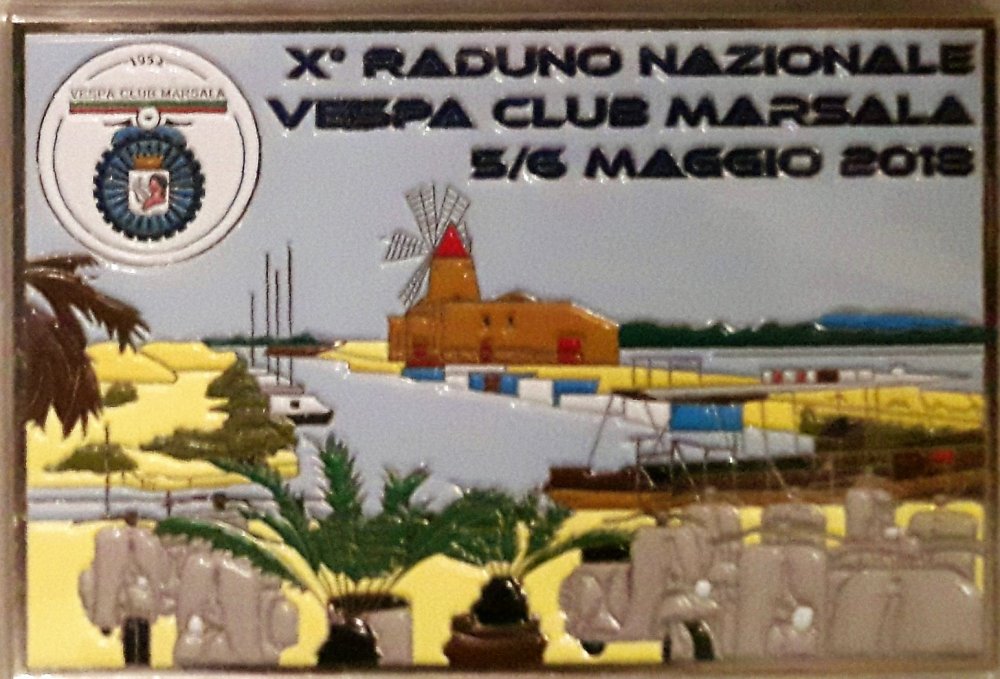 1952
VESPA CLUB MARSALA
X° RADUNO NAZIONALE
VESPA CLUB MARSALA
5/6 MAGGIO 2018